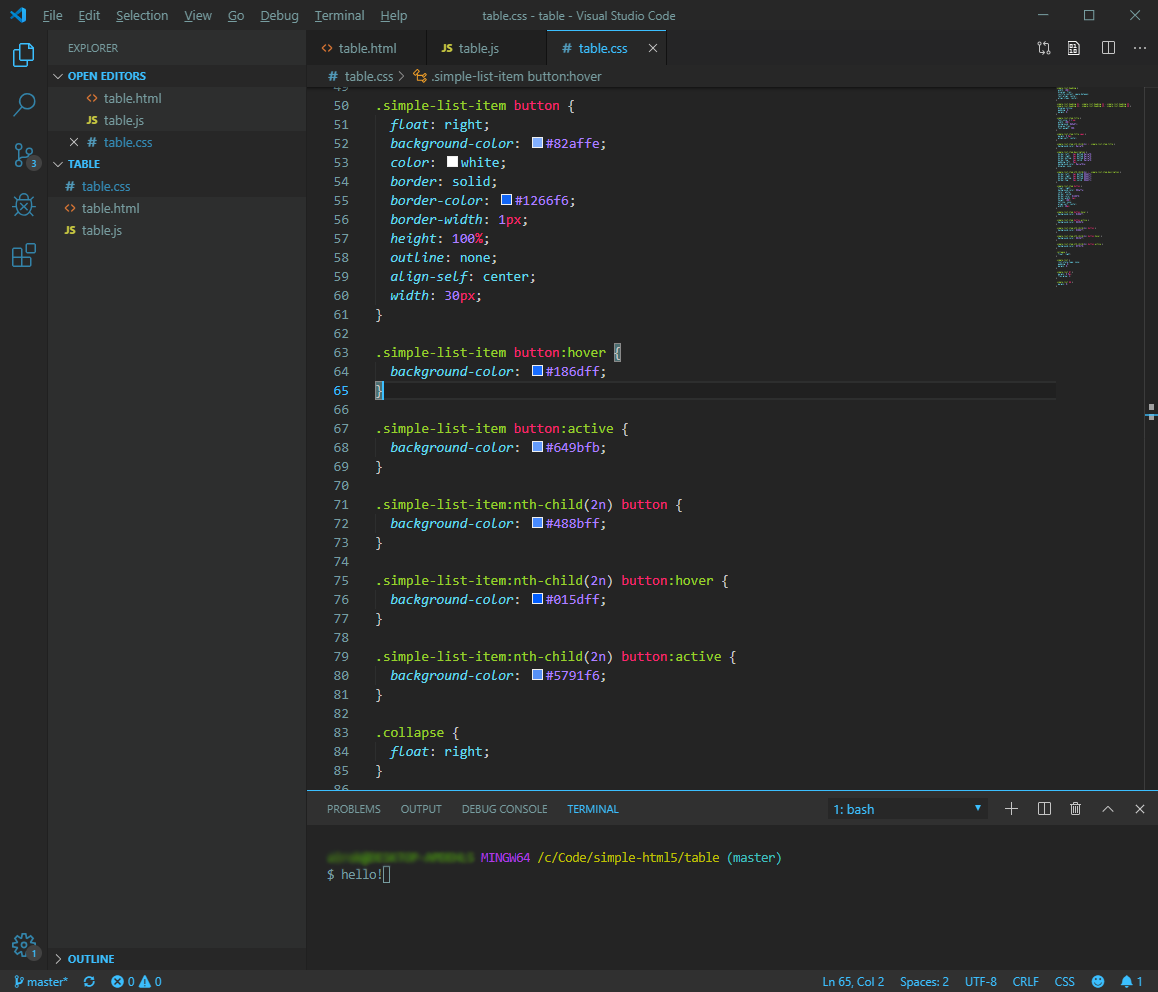 File Edit Selection View Go Debug Terminal Help table.css - table - Visual Studio Code
EXPLORER
OPEN EDITORS
table.html
JS table.js
# table.css
TABLE
# table.css
table.html
JS table.js
OUTLINE
3
1
table.html JS table.js # table.css
# table.css > .simple-list-item button:hover
49
50 .simple-list-item button {
51 float: right;
52 background-color: #82affe;
53 color: white;
54 border: solid;
55 border-color: #1266f6;
56 border-width: 1px;
57 height: 100%;
58 outline: none;
59 align-self: center;
60 width: 30px;
61 }
62
63 .simple-list-item button:hover {
64 background-color: #186dff;
65 }
66
67 .simple-list-item button:active {
68 background-color: #649bfb;
69 }
70
71 .simple-list-item:nth-child(2n) button {
72 background-color: #488bff;
73 }
74
75 .simple-list-item:nth-child(2n) button:hover {
76 background-color: #015dff;
77 }
78
79 .simple-list-item:nth-child(2n) button:active {
80 background-color: #5791f6;
81 }
82
83 .collapse {
84 float: right;
85 }
86
PROBLEMS OUTPUT DEBUG CONSOLE TERMINAL 1: bash
MINGW64 /c/Code/simple-html5/table (master)
$ hello!
master* 0 0 Ln 65, Col 2 Spaces: 2 UTF-8 CRLF CSS 1